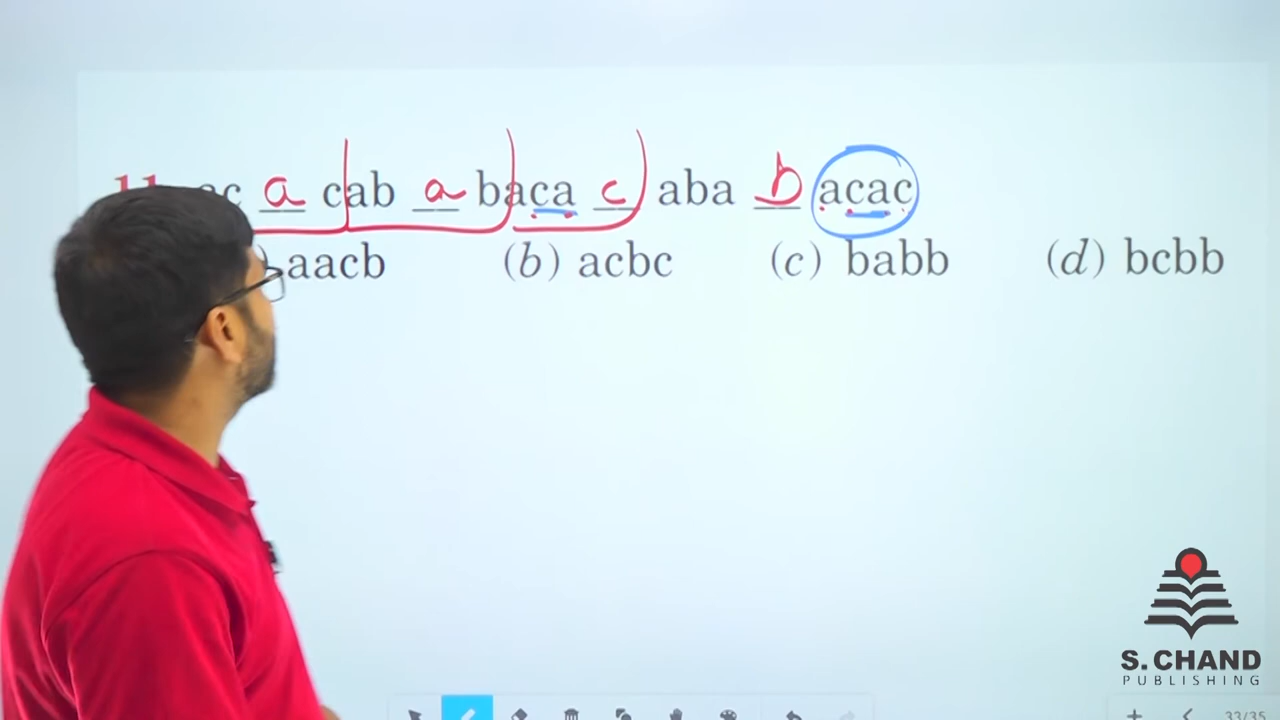 ac a cab a baca c aba b acac
aacb (b) acbc (c) babb (d) bcbb
S. CHAND
PUBLISHING
33/35